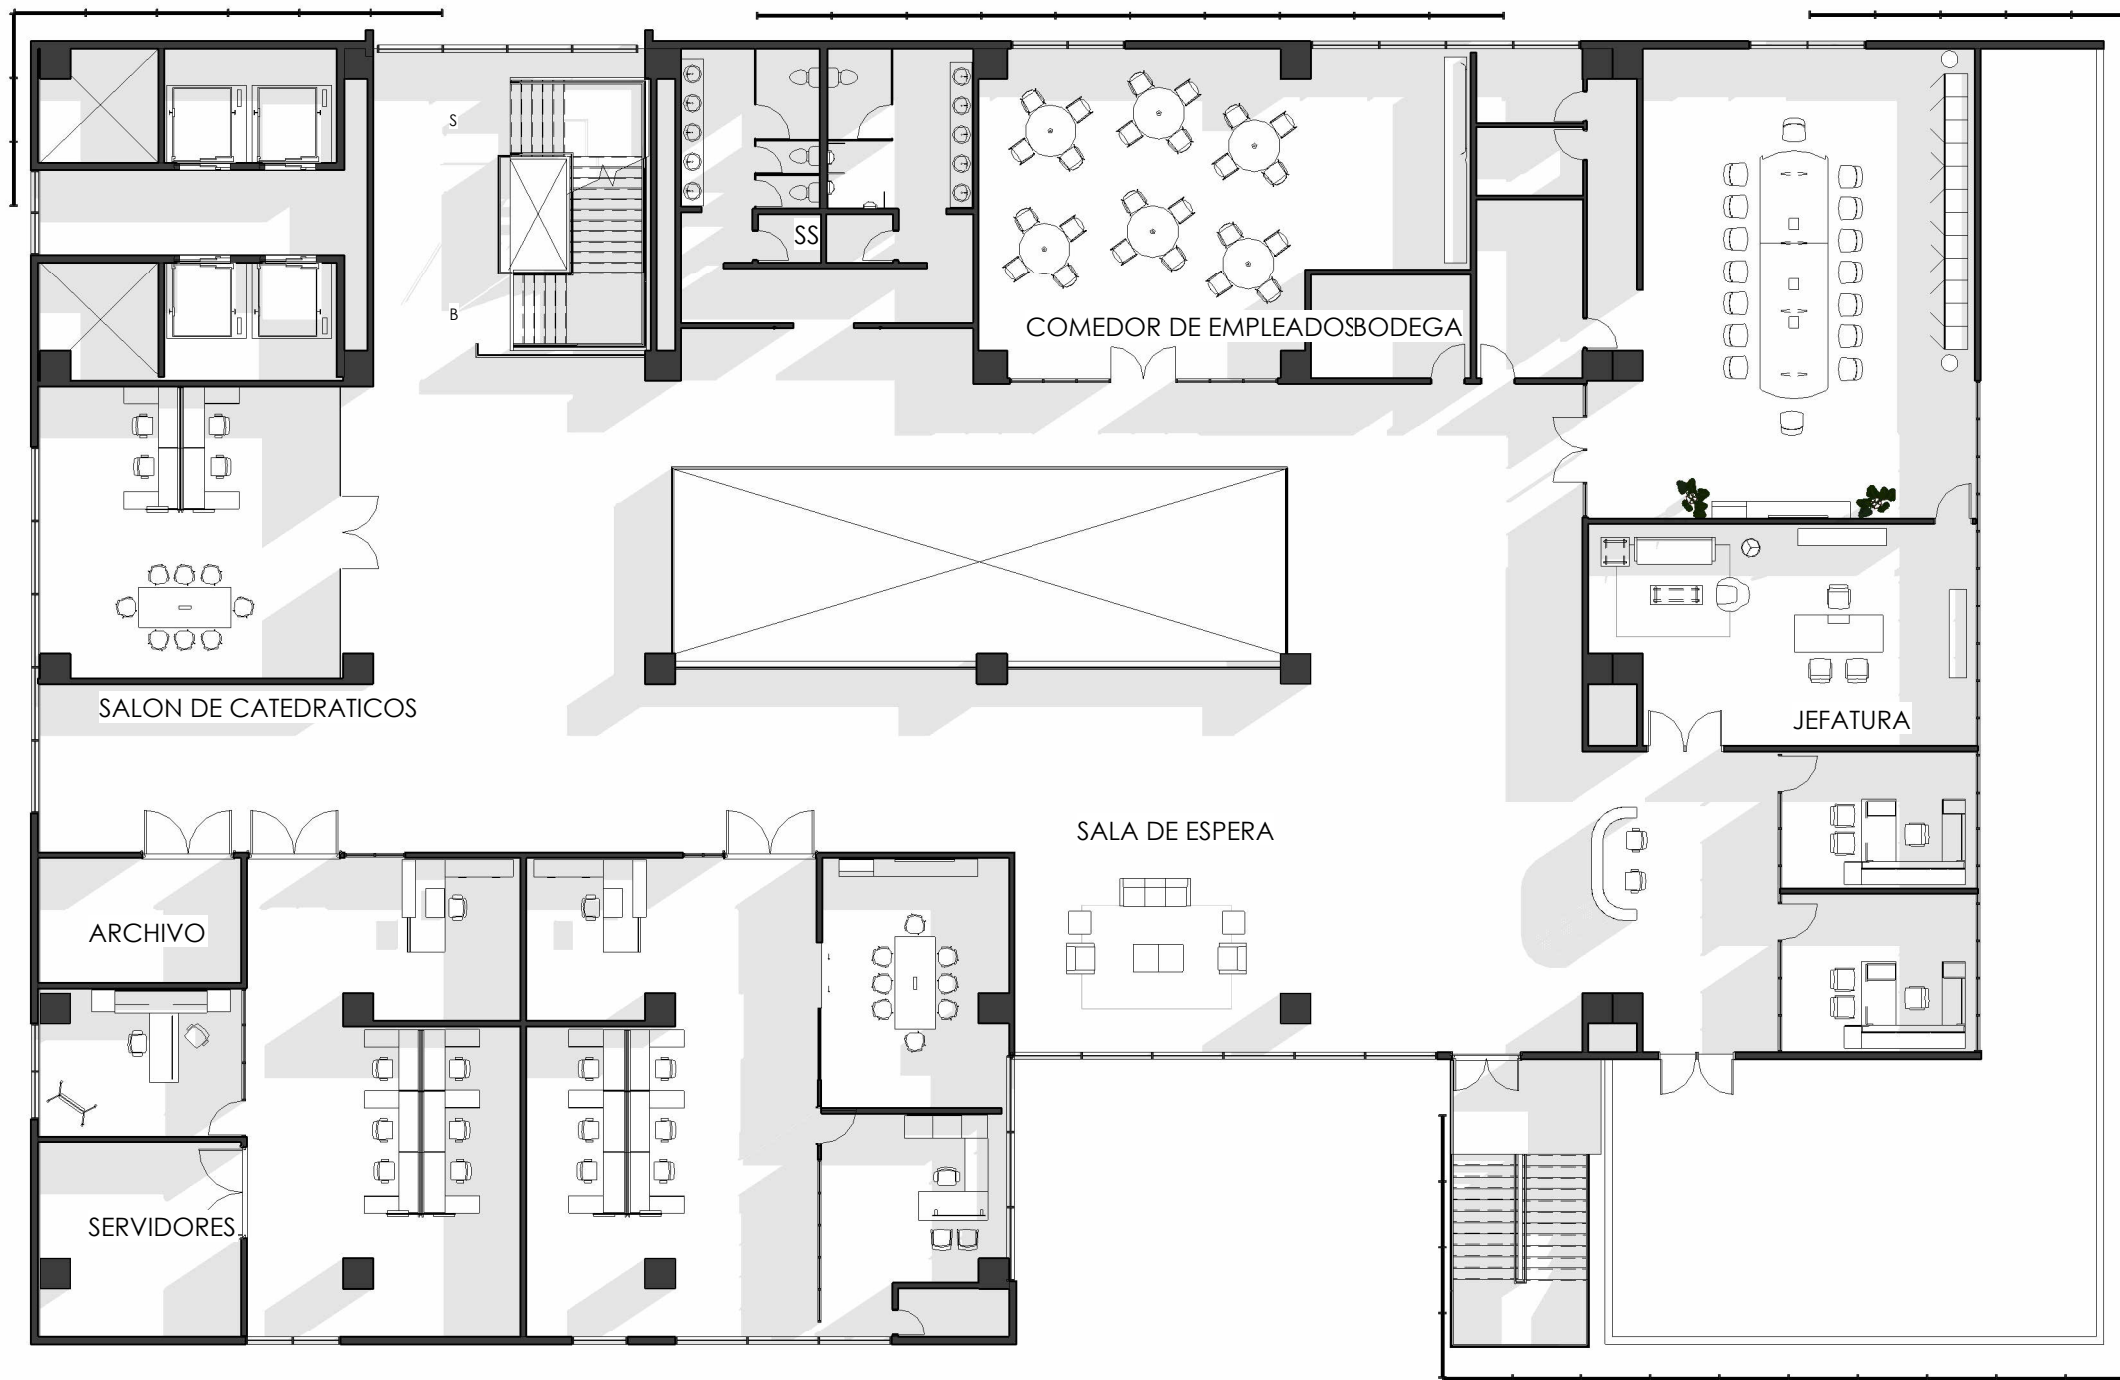 S
SS
B
COMEDOR DE EMPLEADOS
BODEGA
SALON DE CATEDRATICOS
JEFATURA
SALA DE ESPERA
ARCHIVO
SERVIDORES